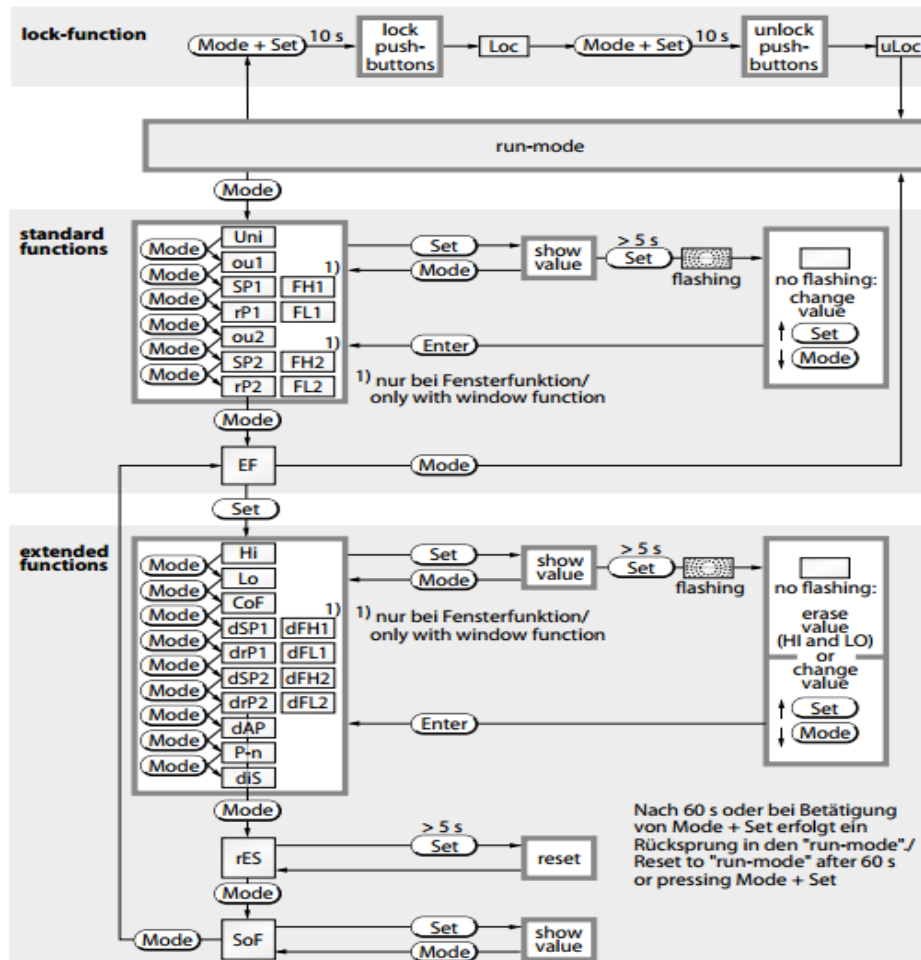 lock-function
Mode + Set
10 s
lock
push-
buttons
Loc
Mode + Set
10 s
unlock
push-
buttons
uLoc
run-mode
Mode
standard
functions
Mode
Mode
Mode
Mode
Mode
Mode
Uni
ou1
SP1
rP1
ou2
SP2
rP2
1)
FH1
FL1
1)
FH2
FL2
Set
Mode
show
value
> 5 s
Set
flashing
no flashing:
change
value
Set
Mode
Enter
1) nur bei Fensterfunktion/
only with window function
Mode
EF
Mode
Set
extended
functions
Mode
Mode
Mode
Mode
Mode
Mode
Mode
Mode
Mode
Hi
Lo
CoF
dSP1
drP1
dSP2
drP2
dAP
P-n
diS
1)
dFH1
dFL1
dFH2
dFL2
Set
Mode
show
value
> 5 s
Set
flashing
no flashing:
erase
value
(HI and LO)
or
change
value
Set
Mode
1) nur bei Fensterfunktion/
only with window function
Enter
Mode
rES
> 5 s
Set
reset
Mode
SoF
Mode
Set
Mode
show
value
Nach 60 s oder bei Betätigung
von Mode + Set erfolgt ein
Rücksprung in den "run-mode"./
Reset to "run-mode" after 60 s
or pressing Mode + Set